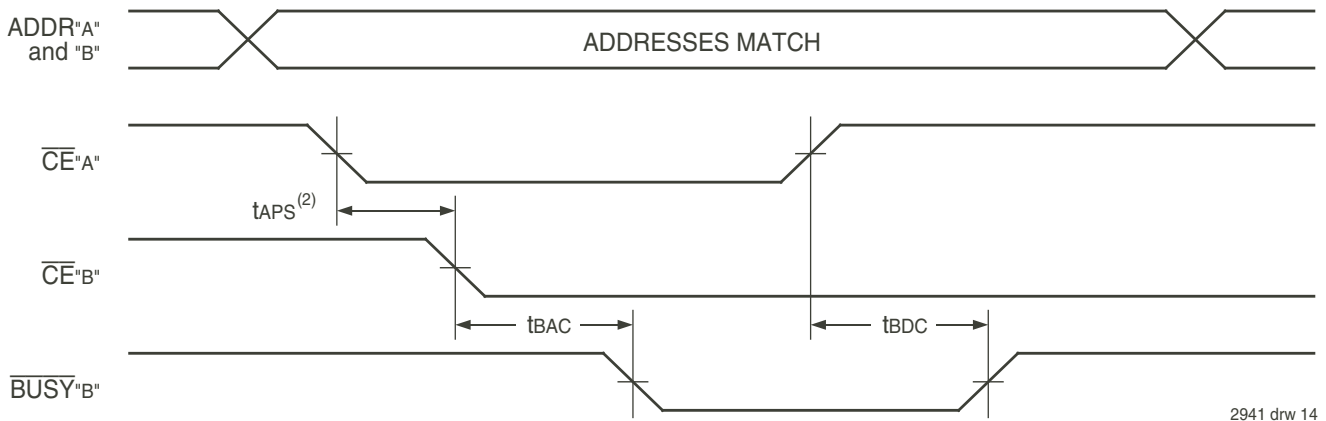 ADDR"A"
and "B"
ADDRESSES MATCH
CE"A"
tAPS(2)
CE"B"
tBAC
tBDC
BUSY"B"
2941 drw 14